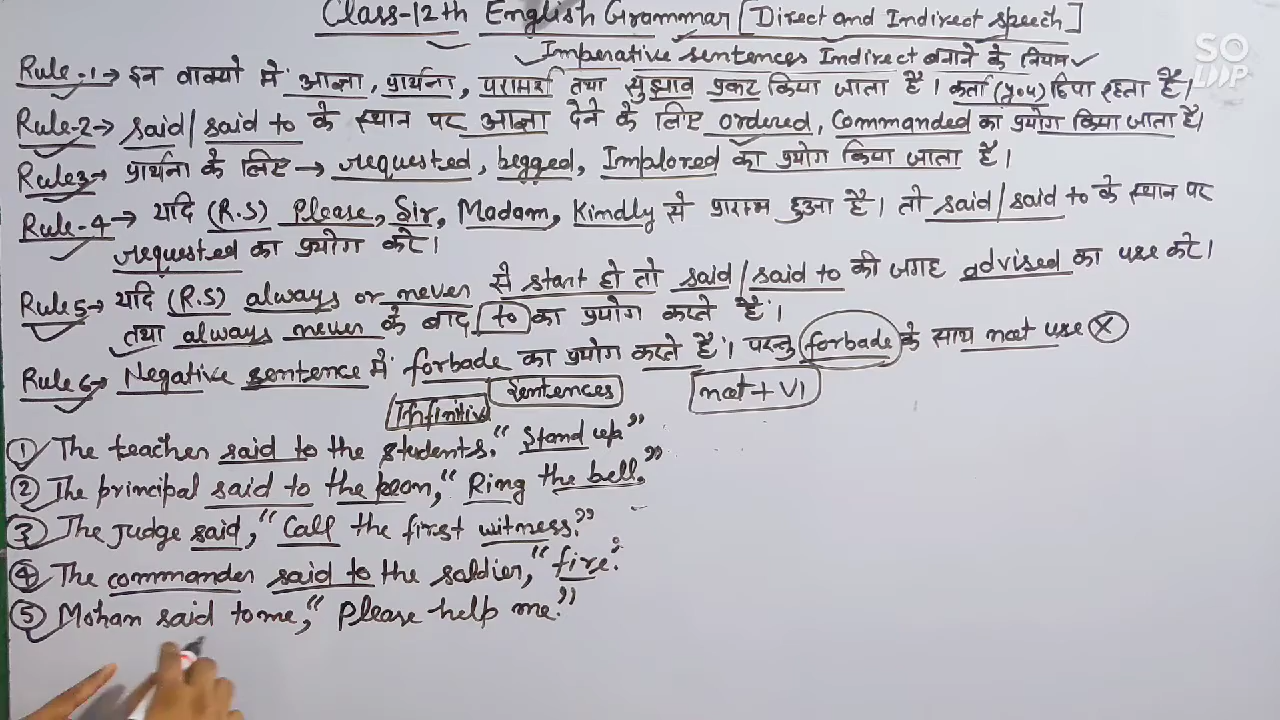 Class-12th English Grammar [Direct and Indirect speech]
Imperative sentences Indirect बनाने के नियम
SO LOOP
Rule-1→ इन वाक्यो मे आज्ञा, प्रार्थना, परामर्श तथा सुझाव प्रकट किया जाता है। कर्ता (you) छिपा रहता है।
Rule-2→ said/said to के स्थान पर आज्ञा देने के लिए ordered, Commanded का प्रयोग किया जाता है।
Rule3→ प्रार्थना के लिए → requested, begged, Implored का प्रयोग किया जाता है।
Rule-4→ यदि (R.S) Please, Sir, Madam, Kindly से प्रारम्भ हुआ है। तो said/said to के स्थान पर
requested का प्रयोग करे।
Rule5→ यदि (R.S) always or never से start हो तो said/said to की जगह advised का use करे।
तथा always never के बाद to का प्रयोग करते है।
Rule6→ Negative sentence मे forbade का प्रयोग करते है। परन्तु forbade के साथ not use X
Sentences
not + V1
Infinitive
① The teacher said to the students. "Stand up"
② The principal said to the peon, "Ring the bell."
③ The Judge said, "Call the first witness."
④ The commander said to the soldier, "fire."
⑤ Mohan said to me, "Please help me."